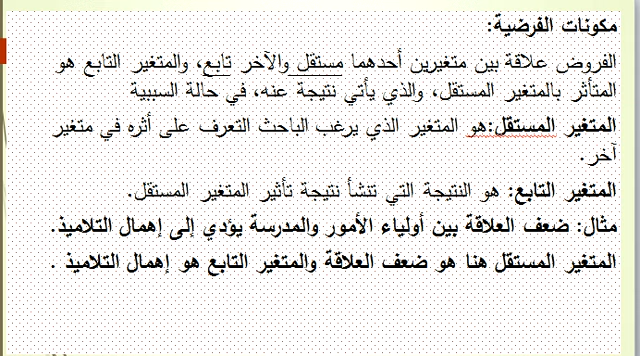 مكونات الفرضية:
الفروض علاقة بين متغيرين أحدهما مستقل والآخر تابع، والمتغير التابع هو
المتأثر بالمتغير المستقل، والذي يأتي نتيجة عنه، في حالة السببية
المتغير المستقل:هو المتغير الذي يرغب الباحث التعرف على أثره في متغير
آخر.
المتغير التابع: هو النتيجة التي تنشأ نتيجة تأثير المتغير المستقل.
مثال: ضعف العلاقة بين أولياء الأمور والمدرسة يؤدي إلى إهمال التلاميذ.
المتغير المستقل هنا هو ضعف العلاقة والمتغير التابع هو إهمال التلاميذ .